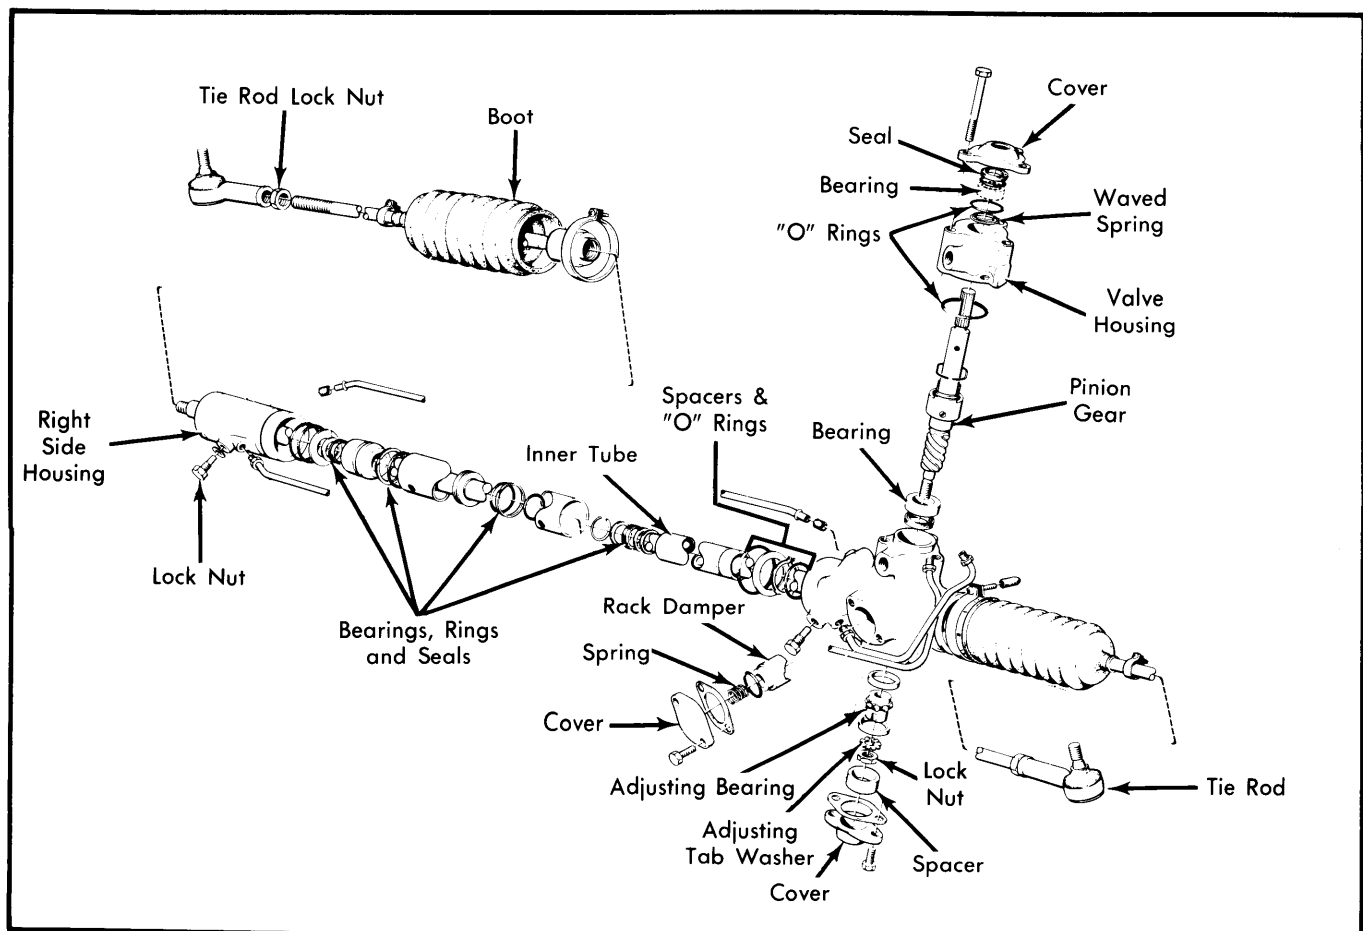 Tie Rod Lock Nut
Boot
Cover
Seal
Bearing
"O" Rings
Waved
Spring
Valve
Housing
Pinion
Gear
Right
Side
Housing
Spacers &
"O" Rings
Bearing
Inner Tube
Lock Nut
Bearings, Rings
and Seals
Rack Damper
Spring
Cover
Adjusting Bearing
Lock
Nut
Tie Rod
Adjusting
Tab Washer
Spacer
Cover